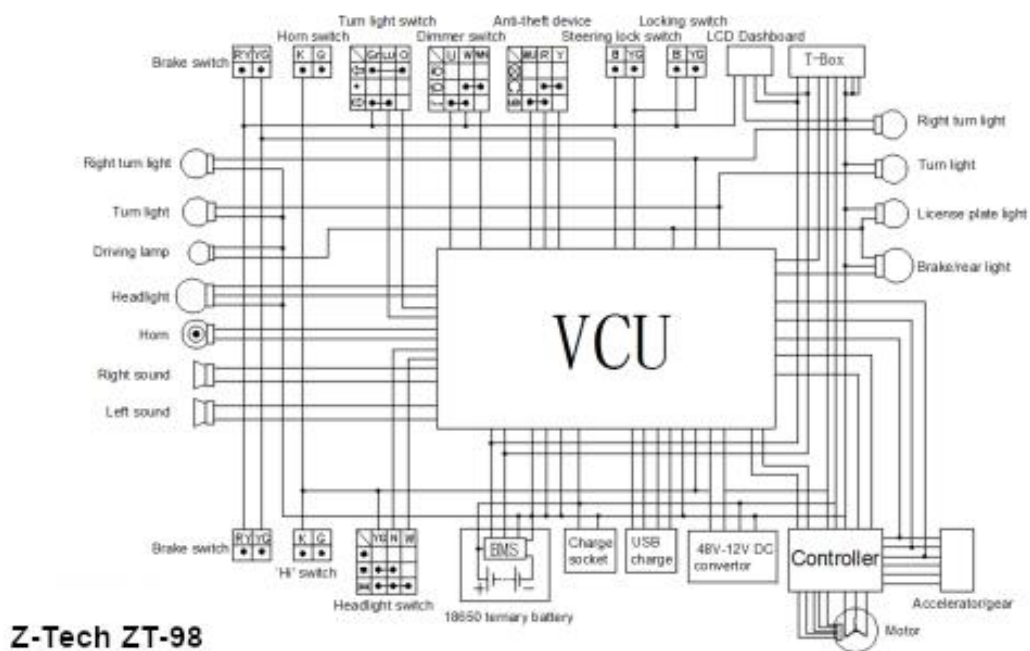 Turn light switch
Anti-theft device
Locking switch
Horn switch
Dimmer switch
Steering lock switch
LCD Dashboard
Brake switch
RY YG
K G
Gr Lu O
U W
R Y
B YG
B YG
T-Box
Right turn light
Right turn light
Turn light
Turn light
License plate light
Driving lamp
Brake/rear light
Headlight
VCU
Horn
Right sound
Left sound
Brake switch
RY YG
K G
YG N W
BMS
Charge
socket
USB
charge
48V-12V DC
convertor
Controller
'Hi' switch
Headlight switch
18650 ternary battery
Accelerator/gear
Motor
Z-Tech ZT-98